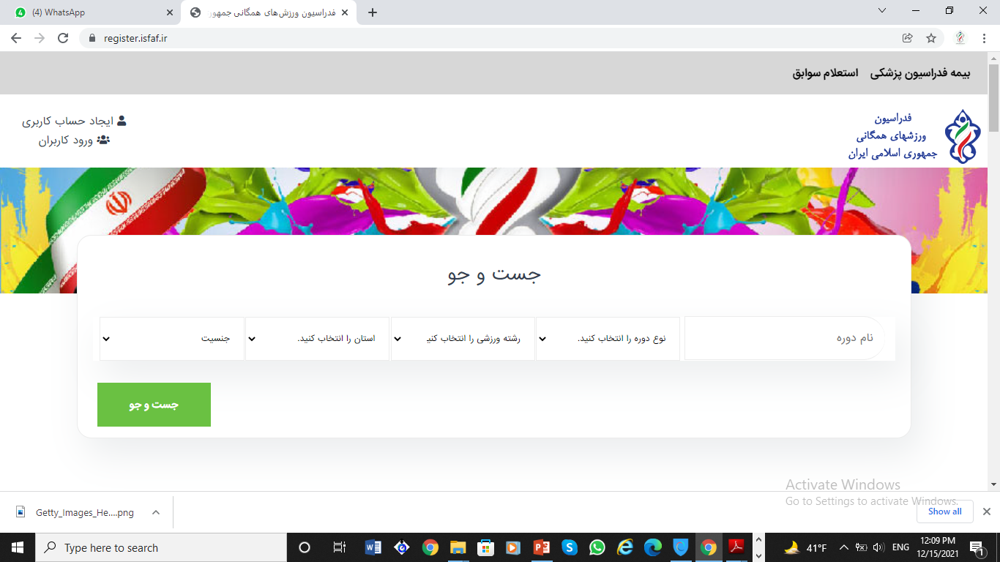 (4) WhatsApp
فدراسیون ورزش‌های همگانی جمهور
register.isfaf.ir
بیمه فدراسیون پزشکی استعلام سوابق
فدراسیون
ورزشهای همگانی
جمهوری اسلامی ایران
ایجاد حساب کاربری
ورود کاربران
جست و جو
نام دوره
نوع دوره را انتخاب کنید.
رشته ورزشی را انتخاب کنی
استان را انتخاب کنید.
جنسیت
جست و جو
Activate Windows
Go to Settings to activate Windows.
Getty_Images_He....png
Show all
Type here to search
41°F
ENG
12:09 PM
12/15/2021
1